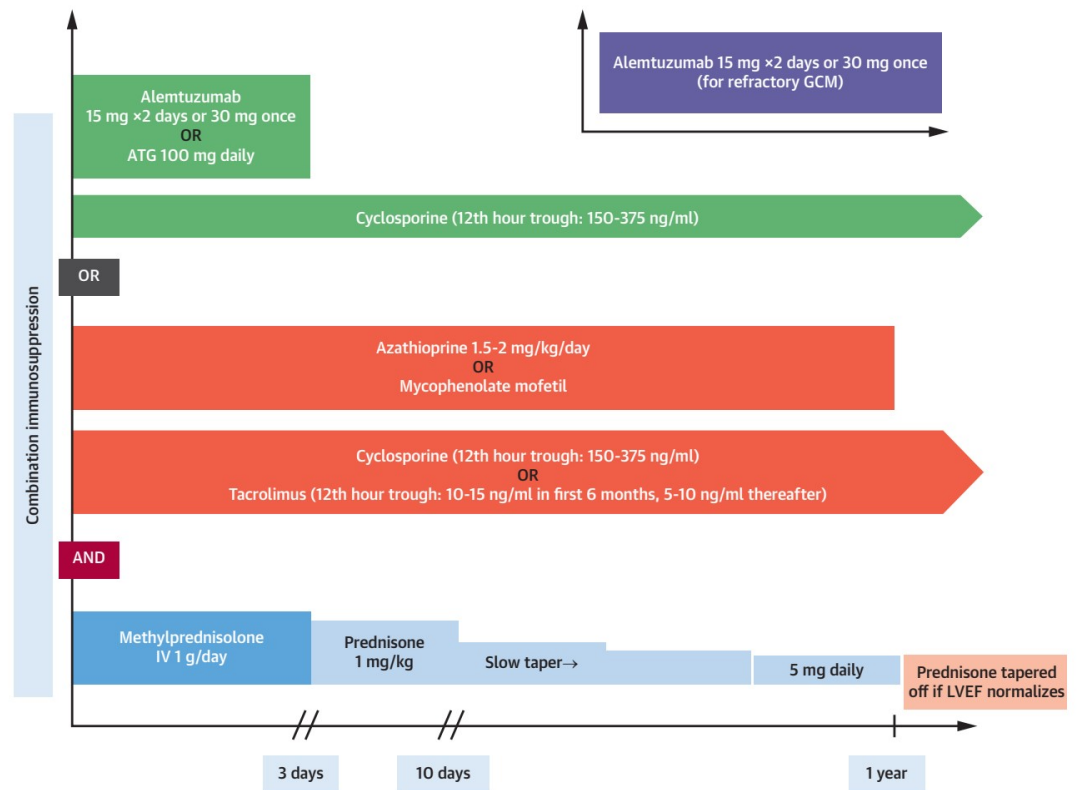 Alemtuzumab 15 mg ×2 days or 30 mg once
(for refractory GCM)
Combination immunosuppression
Alemtuzumab
15 mg ×2 days or 30 mg once
OR
ATG 100 mg daily
Cyclosporine (12th hour trough: 150-375 ng/ml)
OR
Azathioprine 1.5-2 mg/kg/day
OR
Mycophenolate mofetil
Cyclosporine (12th hour trough: 150-375 ng/ml)
OR
Tacrolimus (12th hour trough: 10-15 ng/ml in first 6 months, 5-10 ng/ml thereafter)
AND
Methylprednisolone
IV 1 g/day
Prednisone
1 mg/kg
Slow taper→
5 mg daily
Prednisone tapered
off if LVEF normalizes
3 days
10 days
1 year